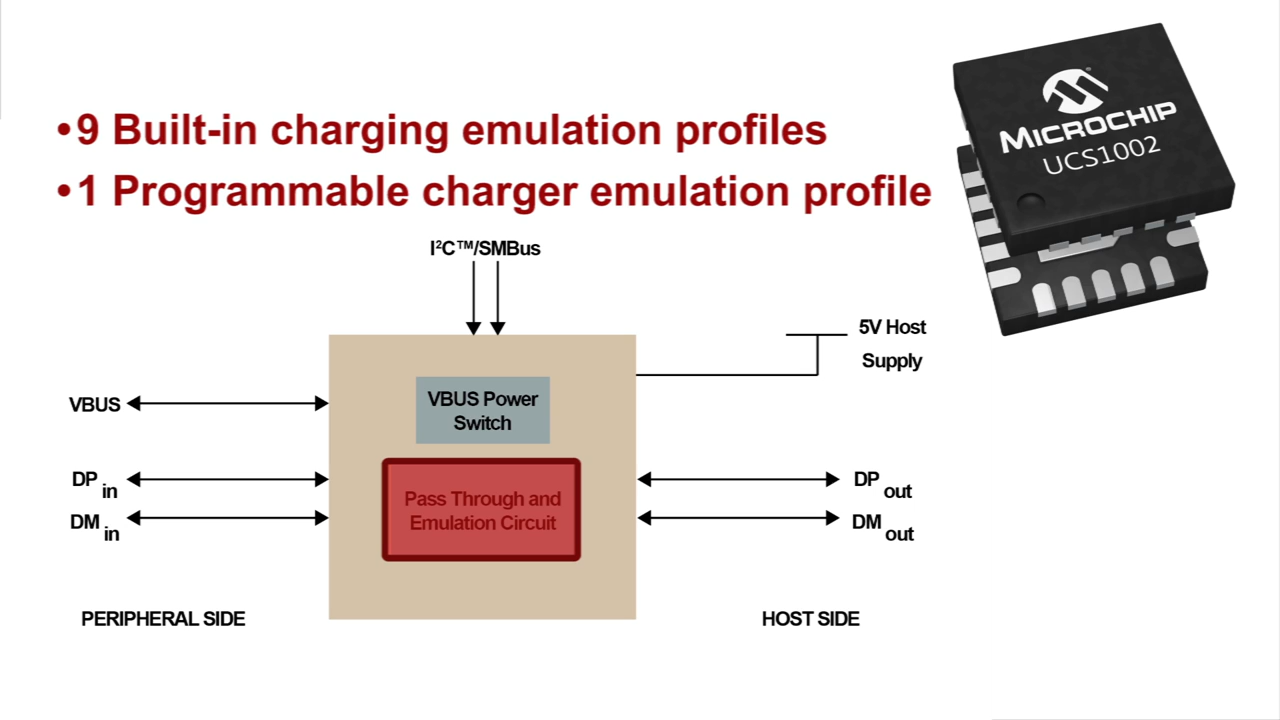 •9 Built-in charging emulation profiles
•1 Programmable charger emulation profile
MICROCHIP
UCS1002
I²C™/SMBus
5V Host
Supply
VBUS Power
Switch
VBUS
Pass Through and
Emulation Circuit
DP in
DM in
DP out
DM out
PERIPHERAL SIDE
HOST SIDE